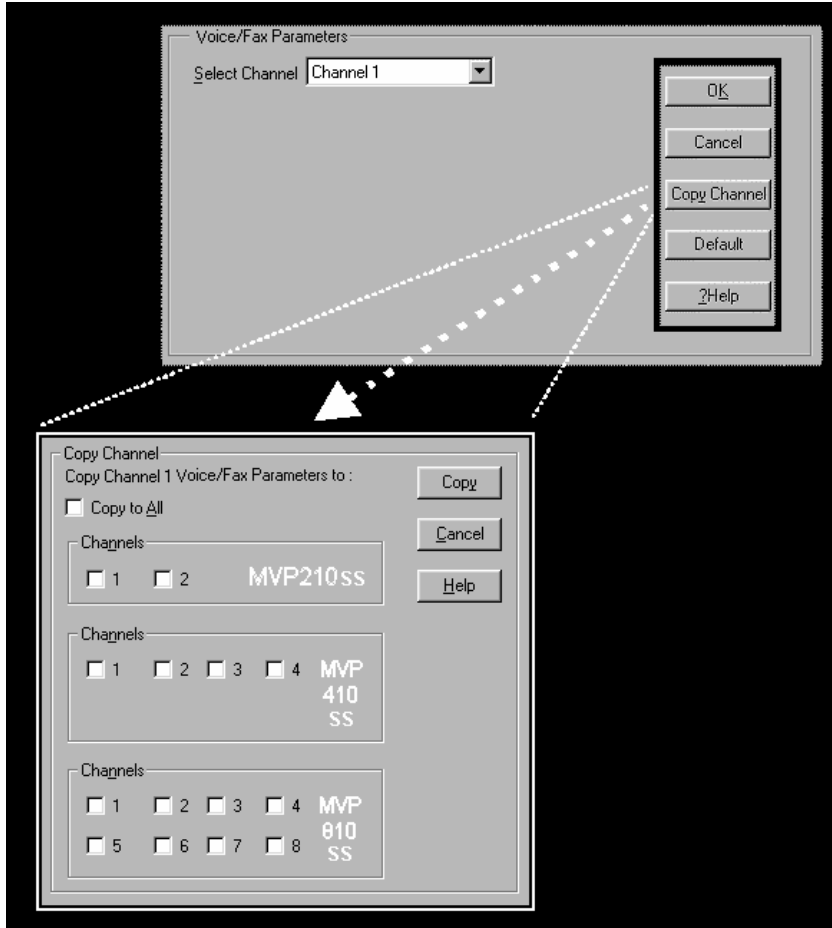 Voice/Fax Parameters
Select Channel Channel 1
OK
Cancel
Copy Channel
Default
?Help
Copy Channel
Copy Channel 1 Voice/Fax Parameters to :
Copy
Copy to All
Cancel
Channels
1 2 MVP210SS
Help
Channels
1 2 3 4 MVP
410
SS
Channels
1 2 3 4 MVP
5 6 7 8 810
SS